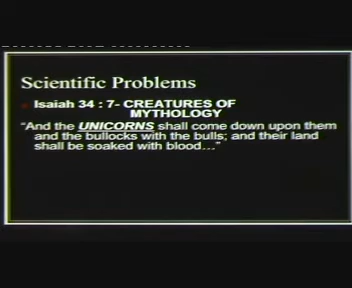 Scientific Problems
Isaiah 34 : 7- CREATURES OF
MYTHOLOGY
“And the UNICORNS shall come down upon them
and the bullocks with the bulls; and their land
shall be soaked with blood…”